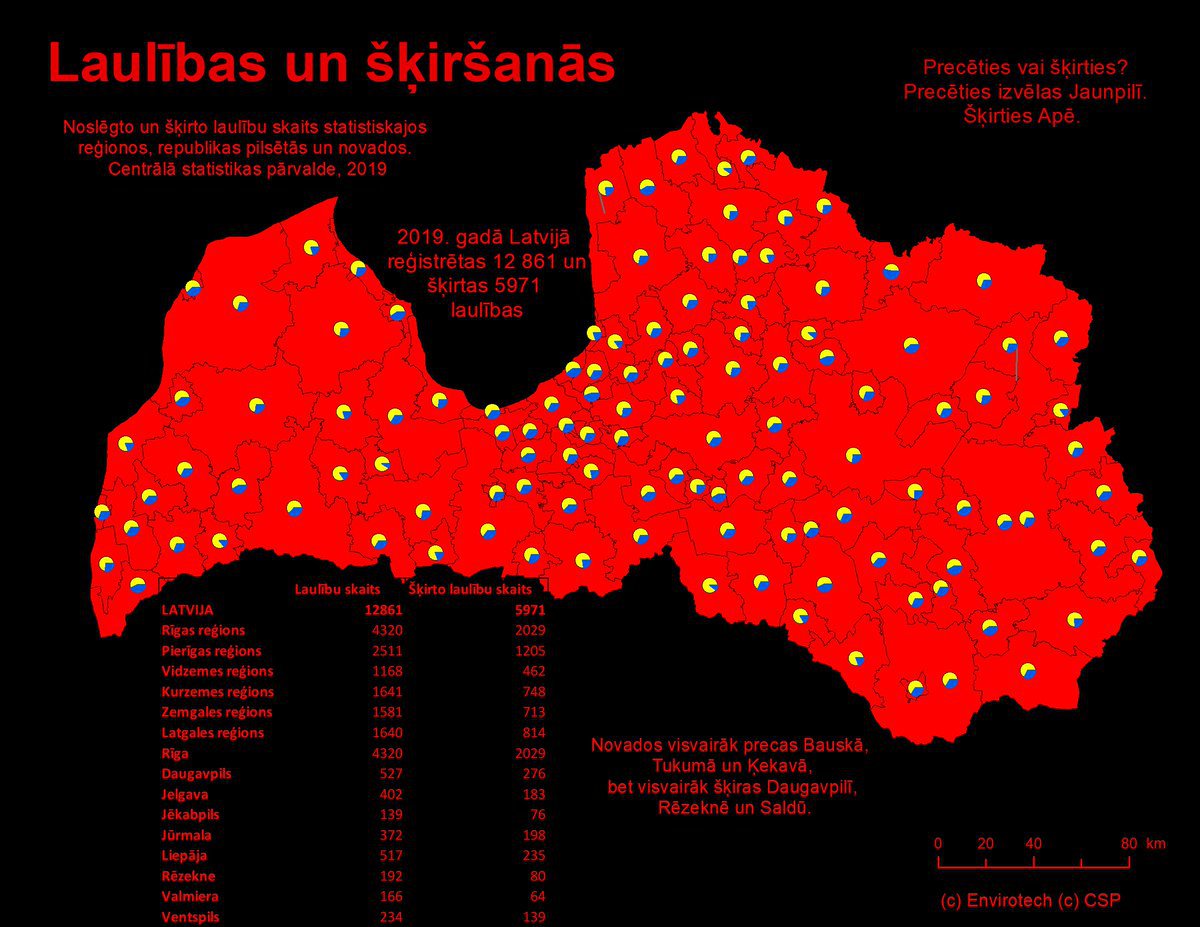 Laulības un šķiršanās
Noslēgto un šķirto laulību skaits statistiskajos
reģionos, republikas pilsētās un novados.
Centrālā statistikas pārvalde, 2019
Precēties vai šķirties?
Precēties izvēlas Jaunpilī.
Šķirties Apē.
2019. gadā Latvijā
reģistrētas 12 861 un
šķirtas 5971
laulības
Laulību skaits Šķirto laulību skaits
LATVIJA 12861 5971
Rīgas reģions 4320 2029
Pierīgas reģions 2511 1205
Vidzemes reģions 1168 462
Kurzemes reģions 1641 748
Zemgales reģions 1581 713
Latgales reģions 1640 814
Rīga 4320 2029
Daugavpils 527 276
Jelgava 402 183
Jēkabpils 139 76
Jūrmala 372 198
Liepāja 517 235
Rēzekne 192 80
Valmiera 166 64
Ventspils 234 139
Novados visvairāk precas Bauskā,
Tukumā un Ķekavā,
bet visvairāk šķiras Daugavpilī,
Rēzeknē un Saldū.
0 20 40 80 km
(c) Envirotech (c) CSP